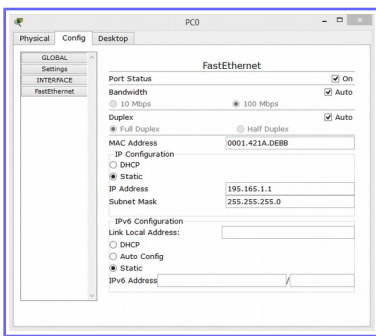 PC0
Physical Config Desktop
GLOBAL
Settings
INTERFACE
FastEthernet
FastEthernet
Port Status On
Bandwidth Auto
10 Mbps 100 Mbps
Duplex Auto
Full Duplex Half Duplex
MAC Address 0001.421A.DEBB
IP Configuration
DHCP
Static
IP Address 195.165.1.1
Subnet Mask 255.255.255.0
IPv6 Configuration
Link Local Address:
DHCP
Auto Config
Static
IPv6 Address /